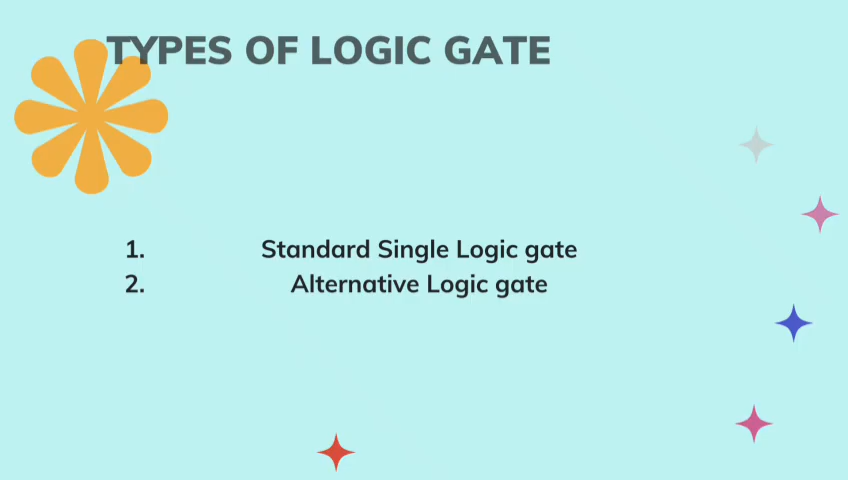 TYPES OF LOGIC GATE
1. Standard Single Logic gate
2. Alternative Logic gate